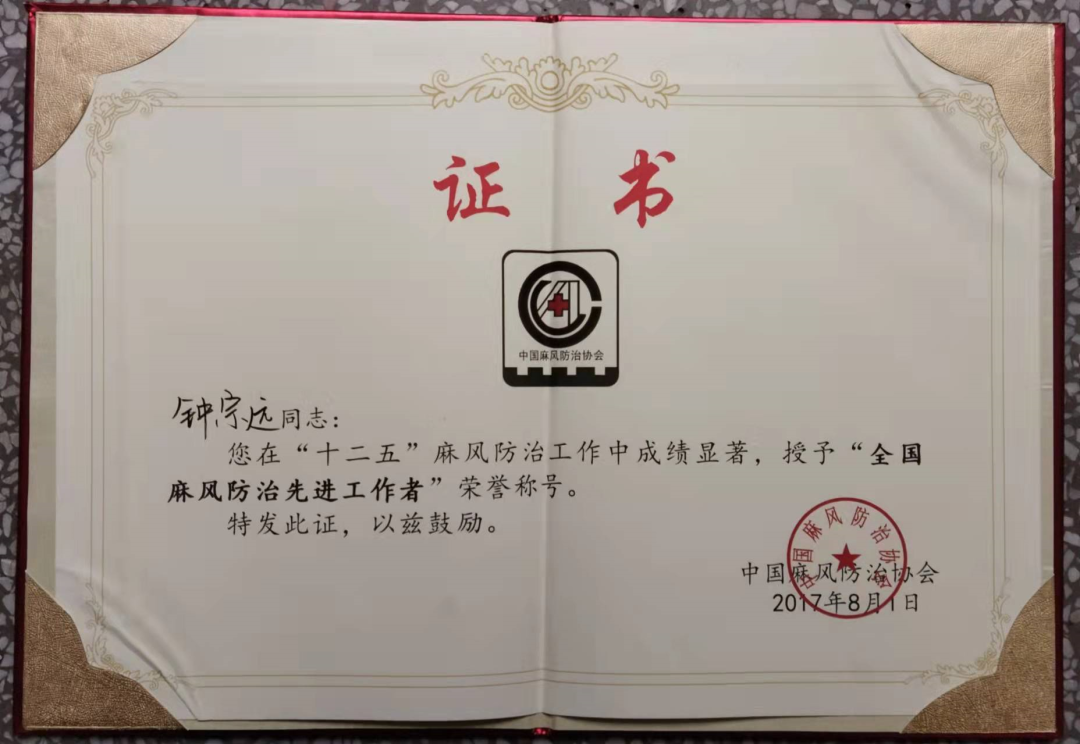 证 书
中国麻风防治协会
钟宗远同志：
您在“十二五”麻风防治工作中成绩显著，授予“全国
麻风防治先进工作者”荣誉称号。
特发此证，以兹鼓励。
中国麻风防治协会
中国麻风防治协会
2017年8月1日